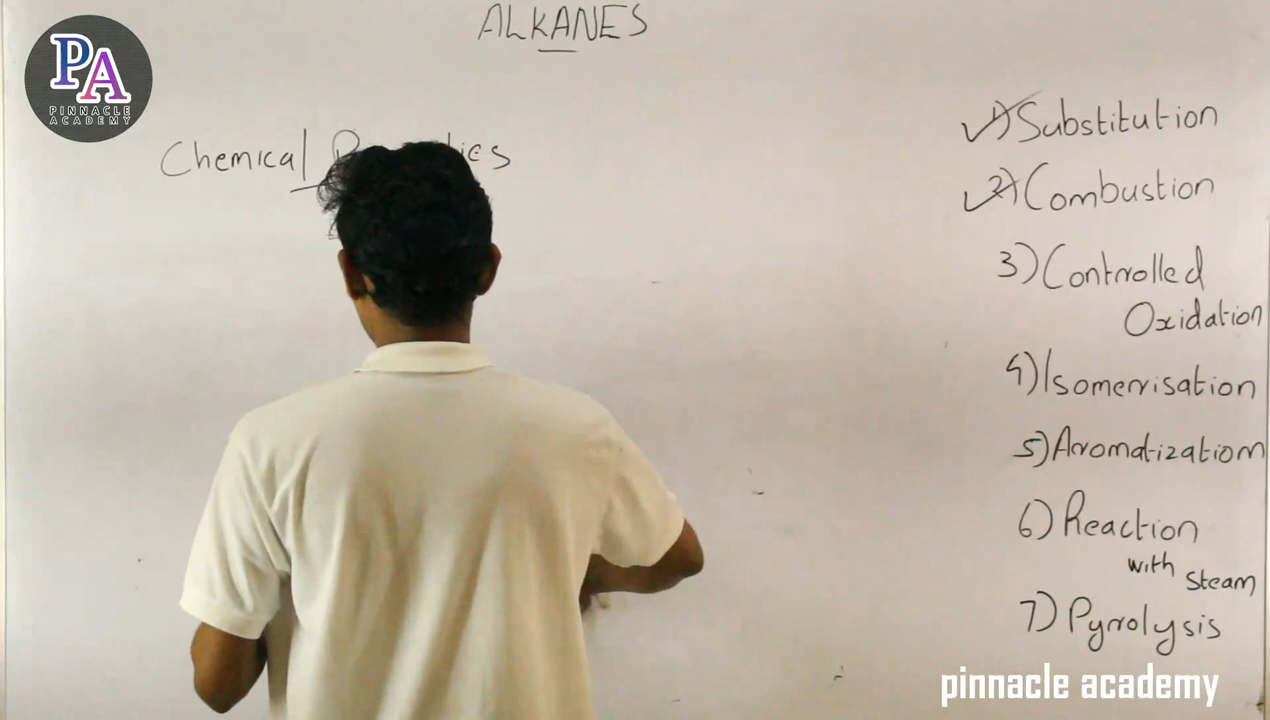 ALKANES
PA
PINNACLE
ACADEMY
Chemical
1) Substitution
2) Combustion
3) Controlled
Oxidation
4) Isomerisation
5) Aromatization
6) Reaction
with
Steam
7) Pyrolysis
pinnacle academy